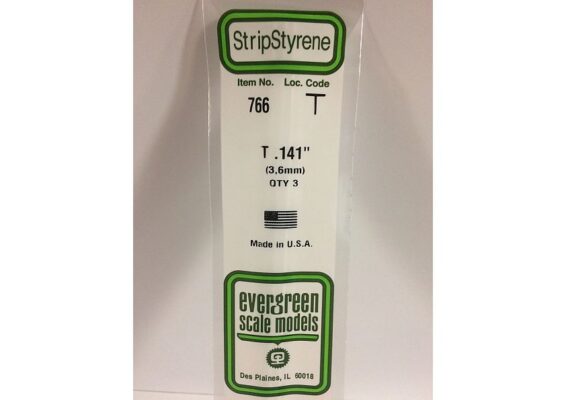 StripStyrene
Item No. Loc. Code
766 T
T .141"
(3,6mm)
QTY 3
Made in U.S.A.
evergreen
scale models
Des Plaines, IL 60018